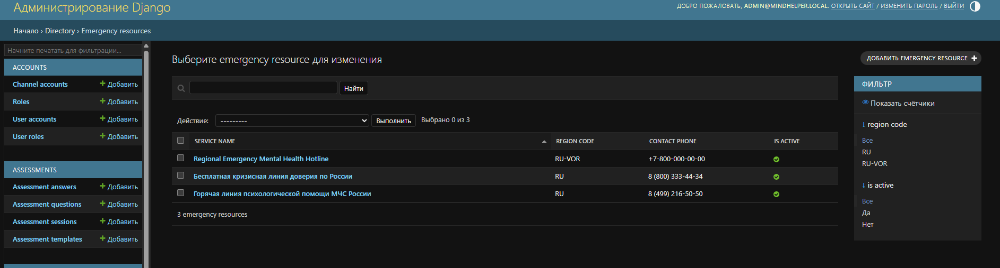 Администрирование Django
ДОБРО ПОЖАЛОВАТЬ, ADMIN@MINDHELPER.LOCAL. ОТКРЫТЬ САЙТ / ИЗМЕНИТЬ ПАРОЛЬ / ВЫЙТИ
Начало › Directory › Emergency resources
Начните печатать для фильтрации...
ACCOUNTS
Channel accounts + Добавить
Roles + Добавить
User accounts + Добавить
User roles + Добавить
ASSESSMENTS
Assessment answers + Добавить
Assessment questions + Добавить
Assessment sessions + Добавить
Assessment templates + Добавить
Выберите emergency resource для изменения
ДОБАВИТЬ EMERGENCY RESOURCE +
Найти
Действие: --------- Выполнить Выбрано 0 из 3
SERVICE NAME REGION CODE CONTACT PHONE IS ACTIVE
Regional Emergency Mental Health Hotline RU-VOR +7-800-000-00-00
Бесплатная кризисная линия доверия по России RU 8 (800) 333-44-34
Горячая линия психологической помощи МЧС России RU 8 (499) 216-50-50
3 emergency resources
ФИЛЬТР
Показать счётчики
↓ region code
Все
RU
RU-VOR
↓ is active
Все
Да
Нет